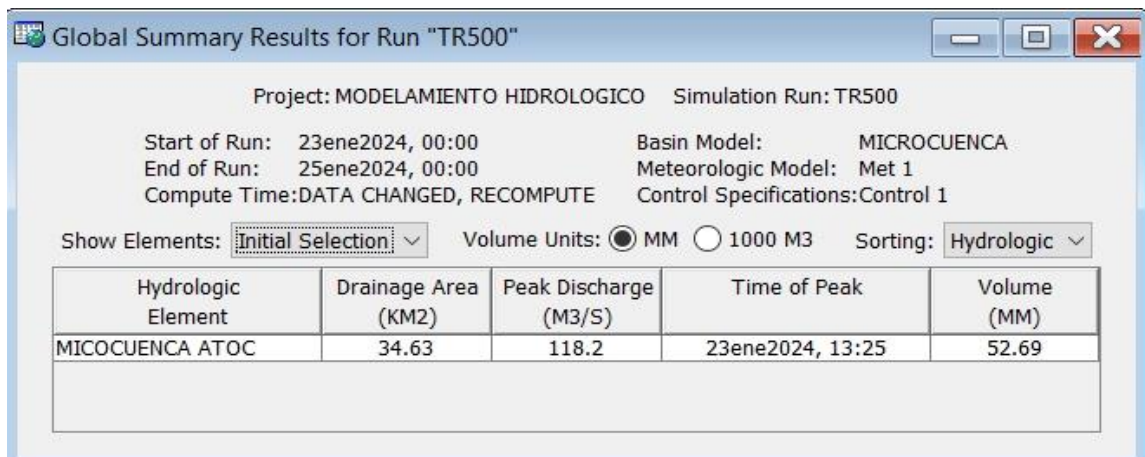 Global Summary Results for Run "TR500"
Project: MODELAMIENTO HIDROLOGICO Simulation Run: TR500
Start of Run: 23ene2024, 00:00 Basin Model: MICROCUENCA
End of Run: 25ene2024, 00:00 Meteorologic Model: Met 1
Compute Time:DATA CHANGED, RECOMPUTE Control Specifications:Control 1
Show Elements: Initial Selection Volume Units: MM 1000 M3 Sorting: Hydrologic
Hydrologic Drainage Area Peak Discharge Time of Peak Volume
Element (KM2) (M3/S) (MM)
MICOCUENCA ATOC 34.63 118.2 23ene2024, 13:25 52.69